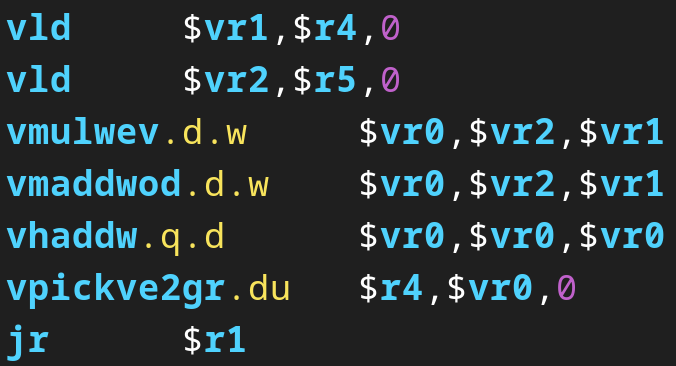 vld $vr1,$r4,0
vld $vr2,$r5,0
vmulwev.d.w $vr0,$vr2,$vr1
vmaddwod.d.w $vr0,$vr2,$vr1
vhaddw.q.d $vr0,$vr0,$vr0
vpickve2gr.du $r4,$vr0,0
jr $r1